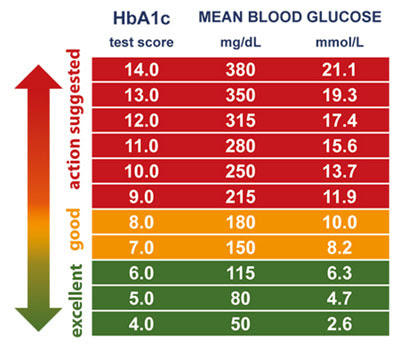 HbA1c MEAN BLOOD GLUCOSE
test score mg/dL mmol/L
action suggested
14.0 380 21.1
13.0 350 19.3
12.0 315 17.4
11.0 280 15.6
10.0 250 13.7
9.0 215 11.9
good
8.0 180 10.0
7.0 150 8.2
excellent
6.0 115 6.3
5.0 80 4.7
4.0 50 2.6